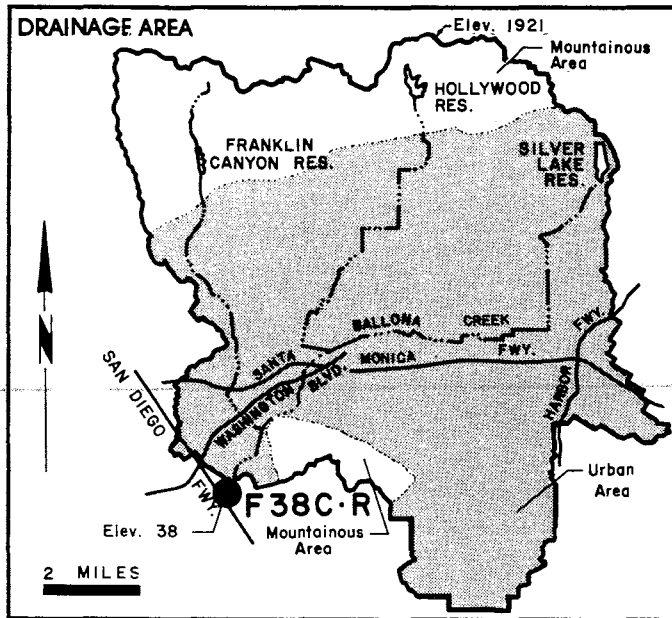 DRAINAGE AREA
Elev. 1921
Mountainous
Area
HOLLYWOOD
RES.
FRANKLIN
CANYON RES.
SILVER
LAKE
RES.
BALLONA CREEK
SANTA MONICA FWY.
WASHINGTON BLVD.
HARBOR FWY.
SAN DIEGO FWY.
F38C·R
Elev. 38
Mountainous
Area
Urban
Area
N
2 MILES